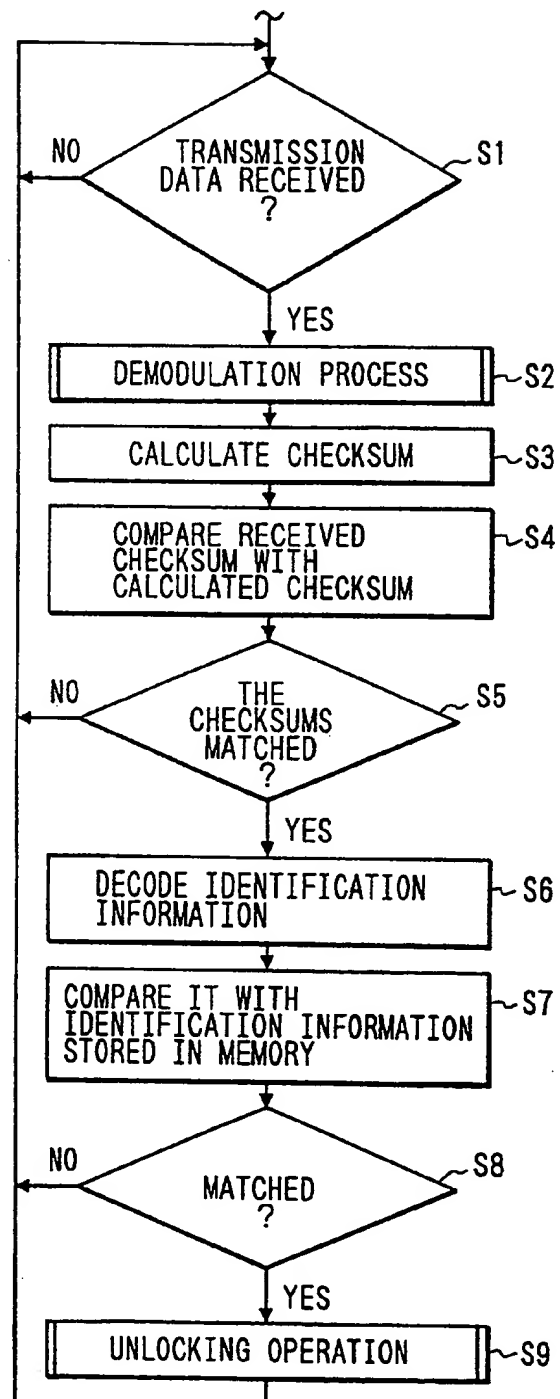 TRANSMISSION
DATA RECEIVED
?
NO
S1
YES
DEMODULATION PROCESS
S2
CALCULATE CHECKSUM
S3
COMPARE RECEIVED
CHECKSUM WITH
CALCULATED CHECKSUM
S4
THE
CHECKSUMS
MATCHED
?
NO
S5
YES
DECODE IDENTIFICATION
INFORMATION
S6
COMPARE IT WITH
IDENTIFICATION INFORMATION
STORED IN MEMORY
S7
MATCHED
?
NO
S8
YES
UNLOCKING OPERATION
S9